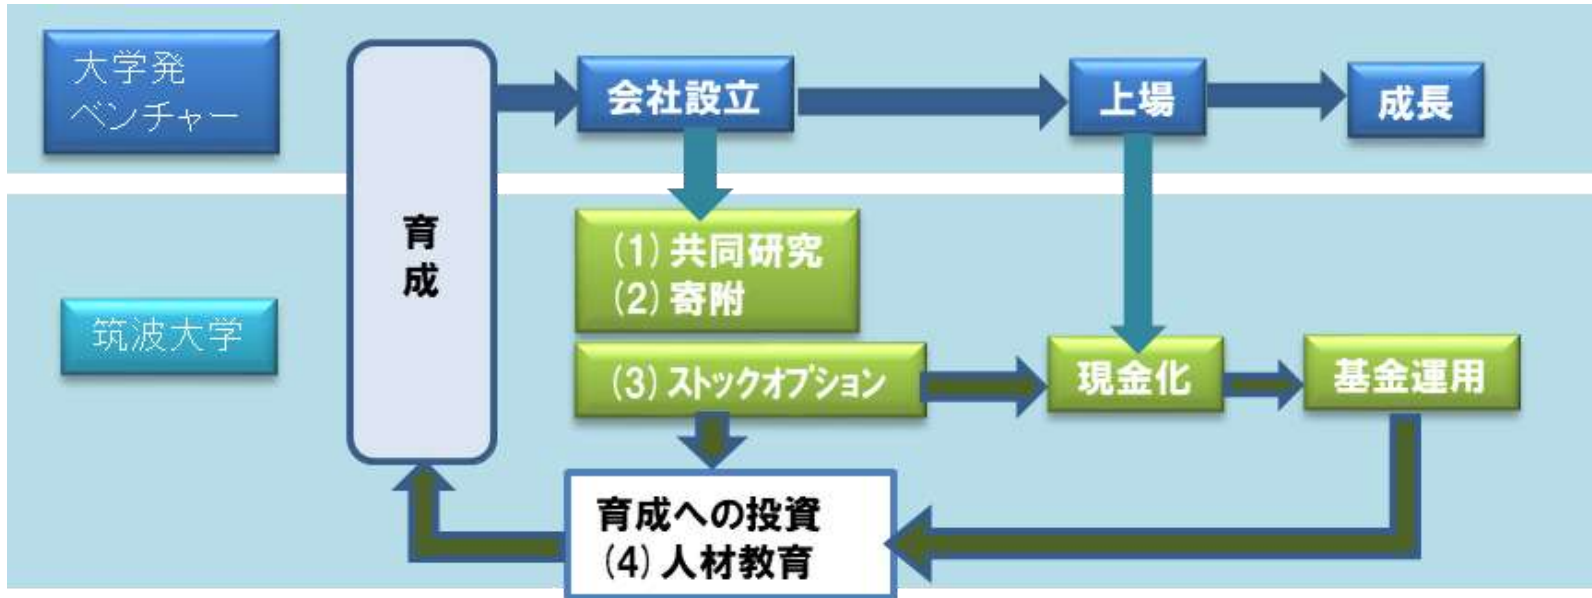 大学発
ベンチャー
育
成
会社設立
上場
成長
筑波大学
(1)共同研究
(2)寄附
(3)ストックオプション
現金化
基金運用
育成への投資
(4)人材教育